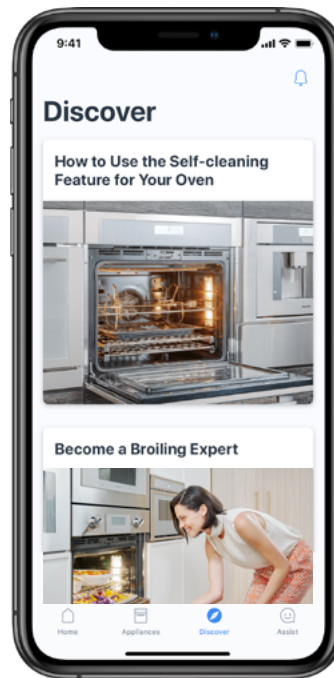 9:41
Discover
How to Use the Self-cleaning
Feature for Your Oven
Become a Broiling Expert
Home
Appliances
Discover
Assist